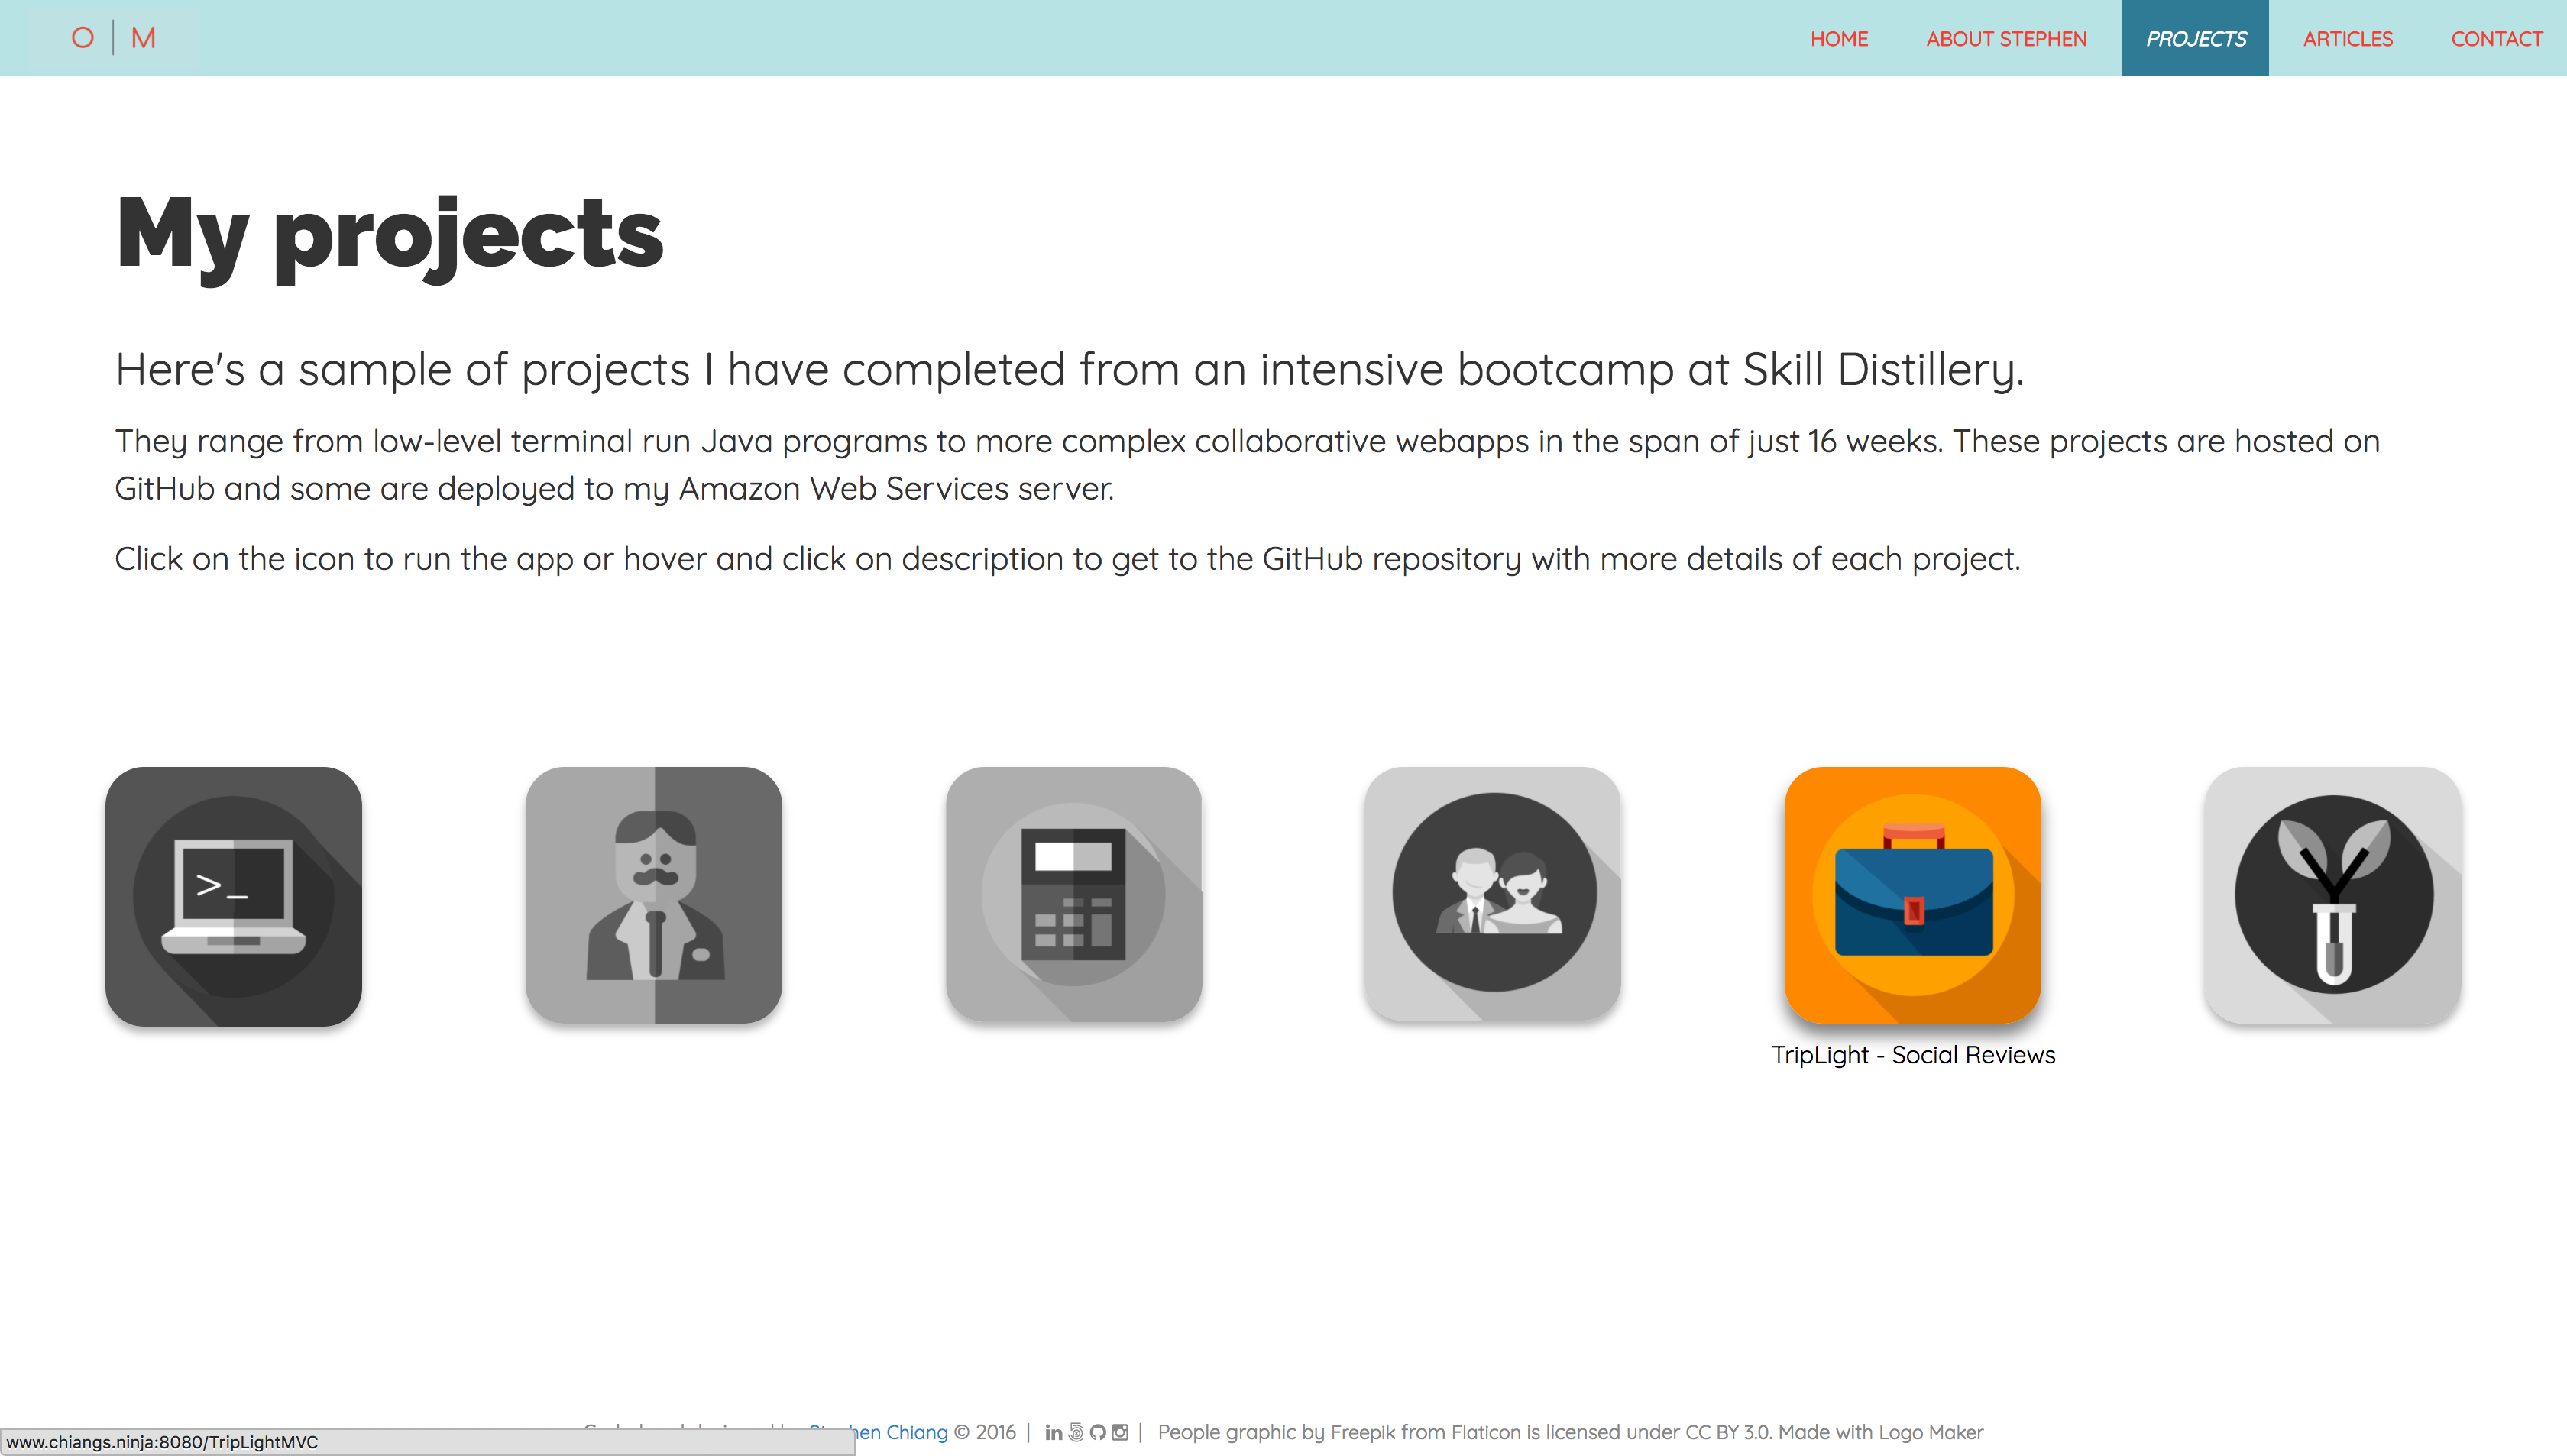 O | M
HOME
ABOUT STEPHEN
PROJECTS
ARTICLES
CONTACT
My projects
Here's a sample of projects I have completed from an intensive bootcamp at Skill Distillery.
They range from low-level terminal run Java programs to more complex collaborative webapps in the span of just 16 weeks. These projects are hosted on
GitHub and some are deployed to my Amazon Web Services server.
Click on the icon to run the app or hover and click on description to get to the GitHub repository with more details of each project.
>_
TripLight - Social Reviews
Chiang © 2016 | in | People graphic by Freepik from Flaticon is licensed under CC BY 3.0. Made with Logo Maker
www.chiangs.ninja:8080/TripLightMVC